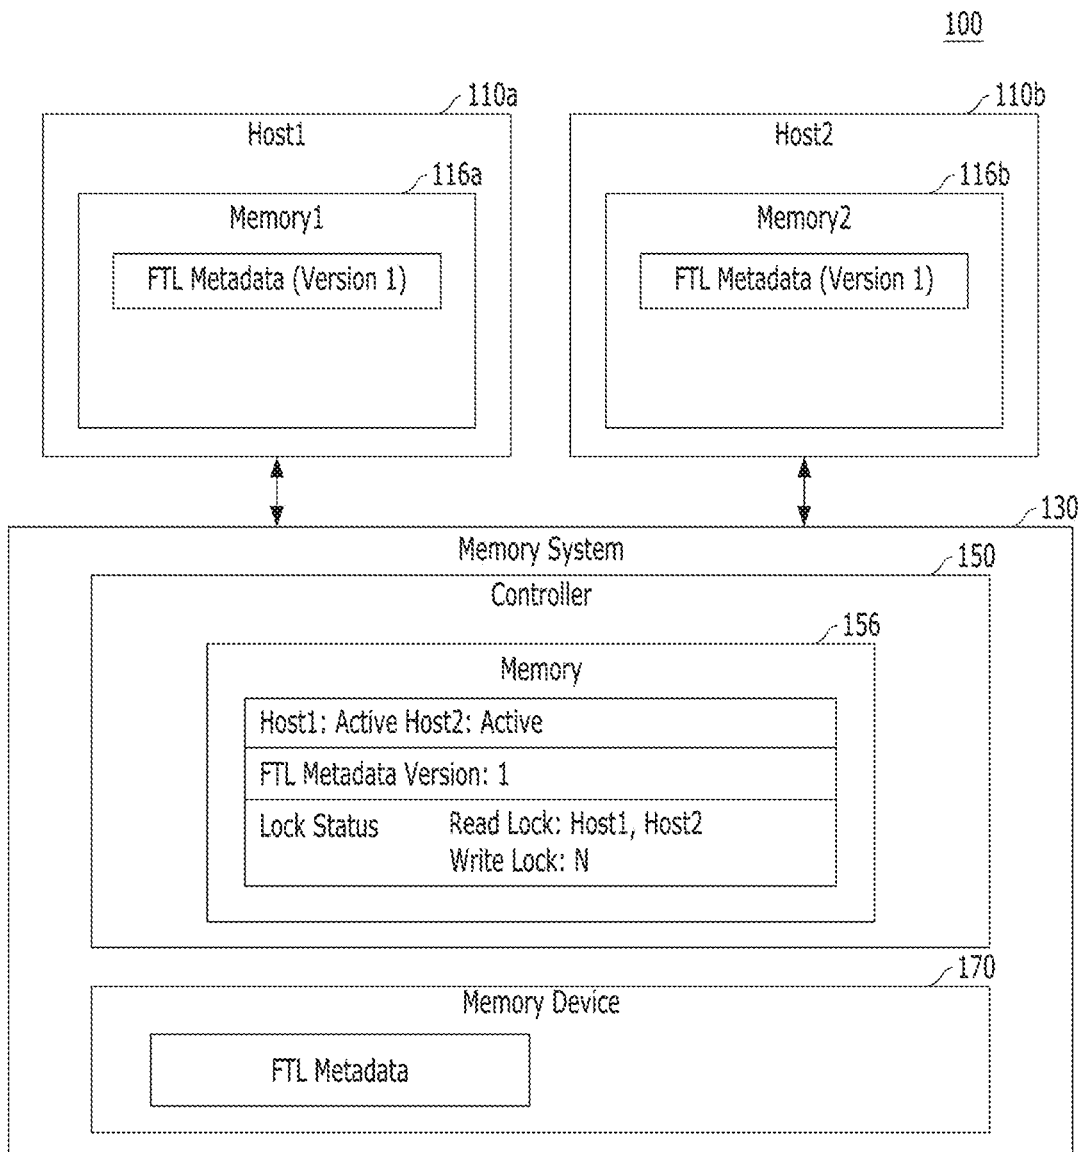 100
110a
110b
Host1
Host2
116a
116b
Memory1
Memory2
FTL Metadata (Version 1)
FTL Metadata (Version 1)
130
Memory System
150
Controller
156
Memory
Host1: Active Host2: Active
FTL Metadata Version: 1
Lock Status Read Lock: Host1, Host2
Write Lock: N
170
Memory Device
FTL Metadata